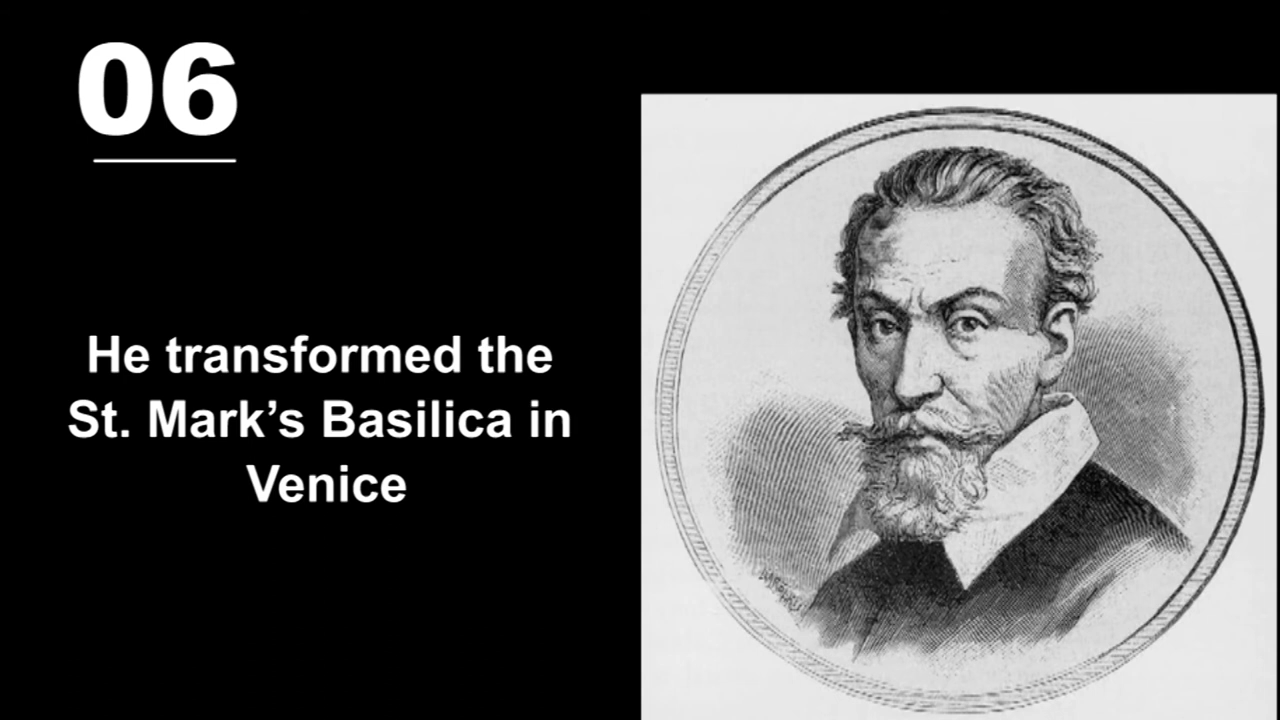 06
He transformed the
St. Mark’s Basilica in
Venice